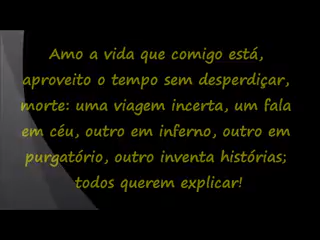 Amo a vida que comigo está,
aproveito o tempo sem desperdiçar,
morte: uma viagem incerta, um fala
em céu, outro em inferno, outro em
purgatório, outro inventa histórias;
todos querem explicar!